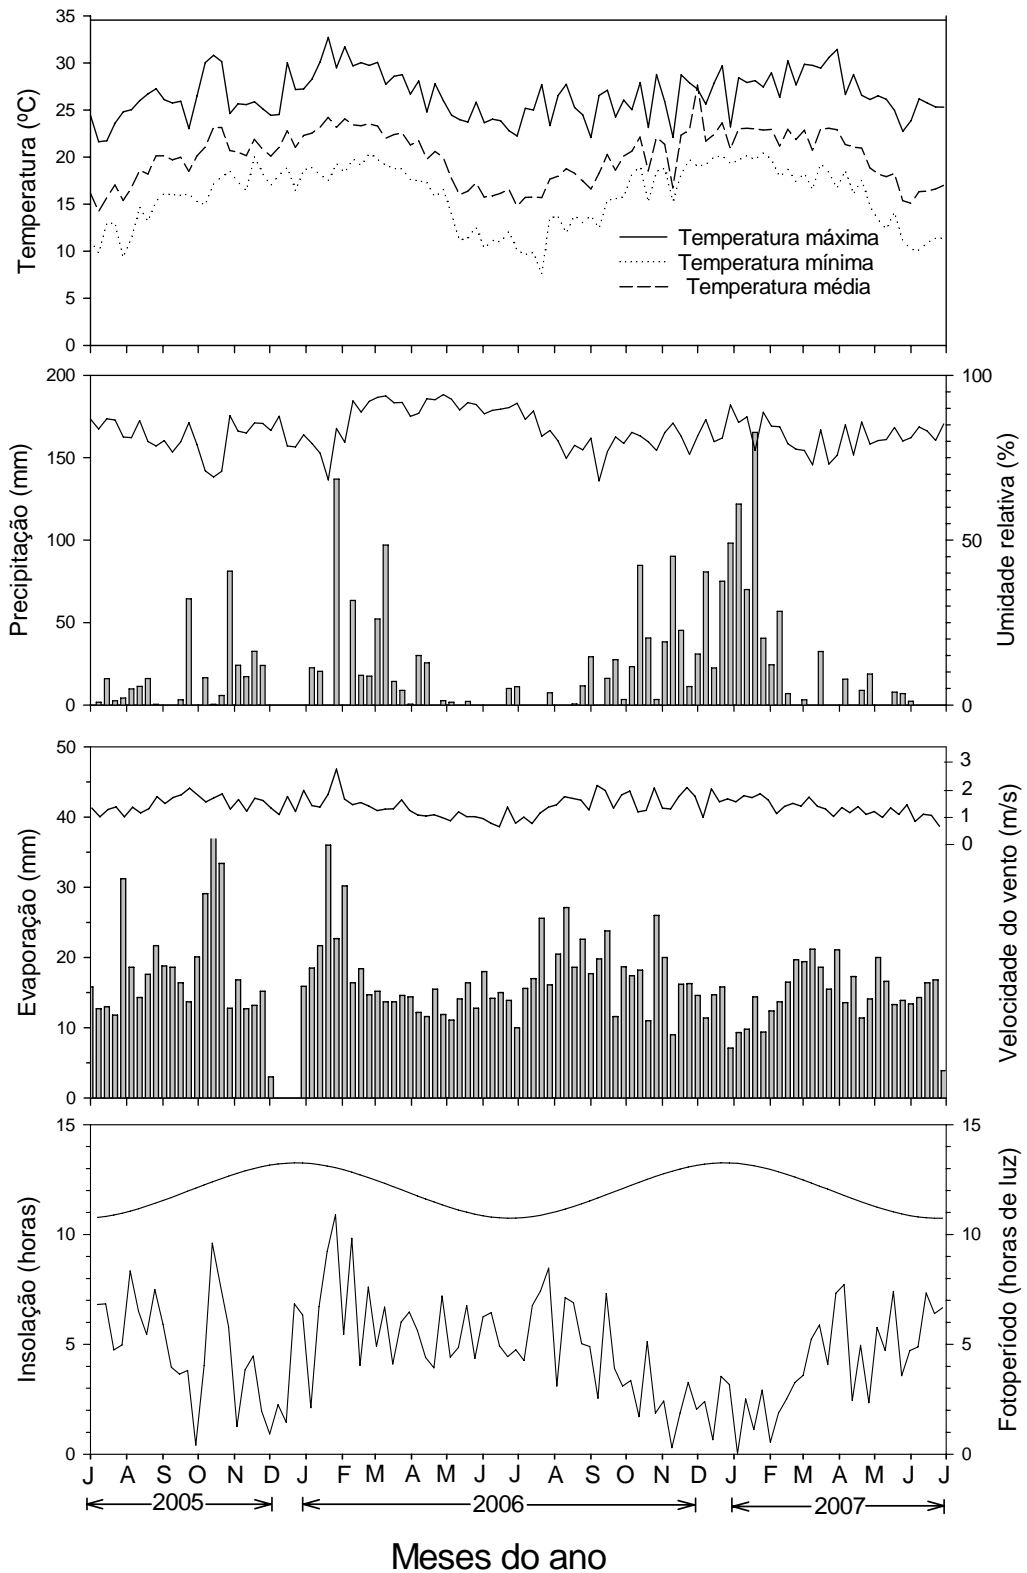 35
30
25
20
15
10
5
0
Temperatura (ºC)
Temperatura máxima
Temperatura mínima
Temperatura média
200
150
100
50
0
Precipitação (mm)
100
50
0
Umidade relativa (%)
50
40
30
20
10
0
Evaporação (mm)
3
2
1
0
Velocidade do vento (m/s)
15
10
5
0
Insolação (horas)
15
10
5
0
Fotoperíodo (horas de luz)
J A S O N D J F M A M J J A S O N D J F M A M J J
2005 2006 2007
Meses do ano